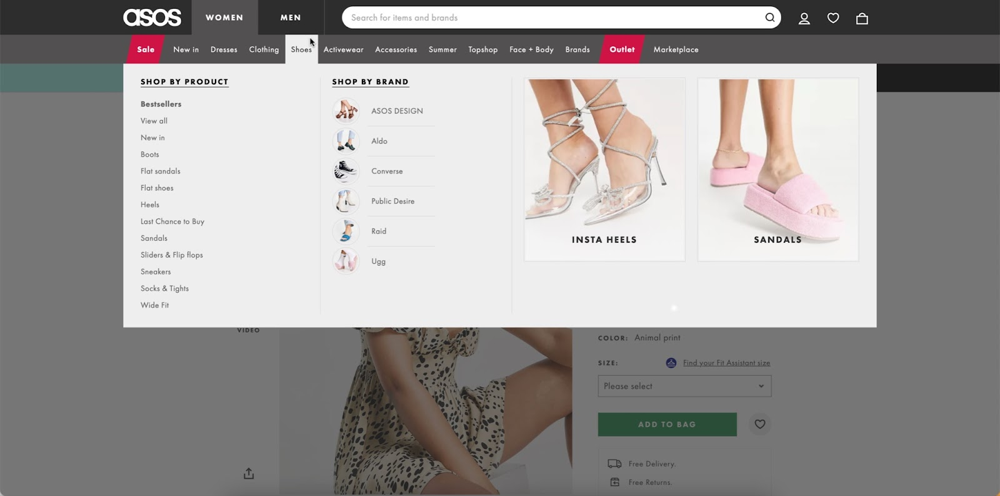 asos
WOMEN
MEN
Search for items and brands
Sale
New in
Dresses
Clothing
Shoes
Activewear
Accessories
Summer
Topshop
Face + Body
Brands
Outlet
Marketplace
SHOP BY PRODUCT
Bestsellers
View all
New in
Boots
Flat sandals
Flat shoes
Heels
Last Chance to Buy
Sandals
Sliders & Flip flops
Sneakers
Socks & Tights
Wide Fit
SHOP BY BRAND
ASOS DESIGN
Aldo
Converse
Public Desire
Raid
Ugg
INSTA HEELS
SANDALS
VIDEO
COLOR: Animal print
SIZE:
Find your Fit Assistant size
Please select
ADD TO BAG
Free Delivery.
Free Returns.